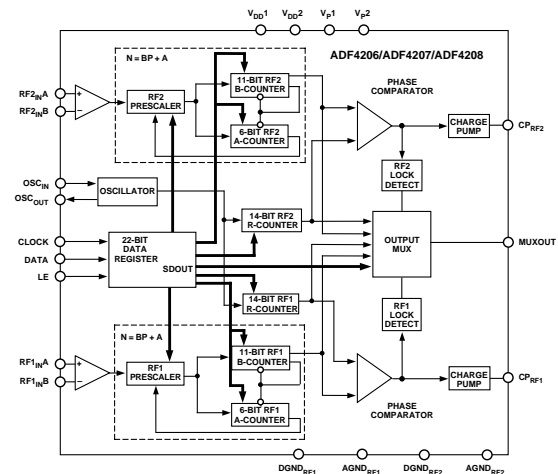 VDD1 VDD2 VP1 VP2
ADF4206/ADF4207/ADF4208
N = BP + A
11-BIT RF2
B-COUNTER
PHASE
COMPARATOR
RF2INA
RF2INB
RF2
PRESCALER
6-BIT RF2
A-COUNTER
CHARGE
PUMP
CPRF2
RF2
LOCK
DETECT
OSCIN
OSCOUT
OSCILLATOR
14-BIT RF2
R-COUNTER
CLOCK
DATA
LE
22-BIT
DATA
REGISTER
SDOUT
OUTPUT
MUX
MUXOUT
14-BIT RF1
R-COUNTER
RF1
LOCK
DETECT
N = BP + A
11-BIT RF1
B-COUNTER
RF1INA
RF1INB
RF1
PRESCALER
6-BIT RF1
A-COUNTER
CHARGE
PUMP
CPRF1
PHASE
COMPARATOR
DGNDRF1 AGNDRF1 DGNDRF2 AGNDRF2